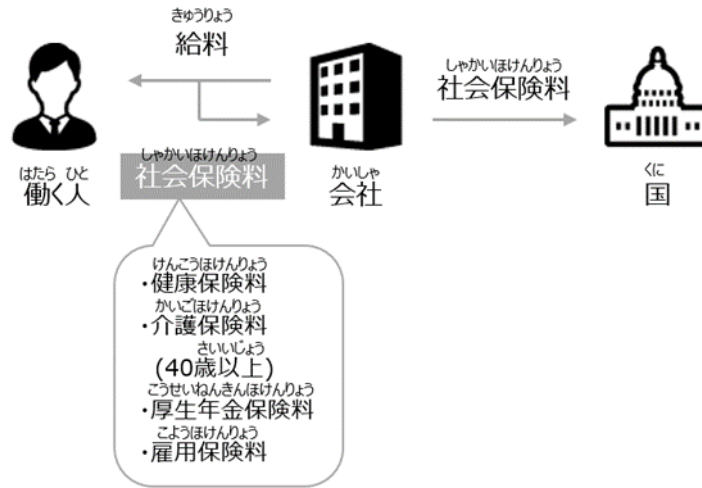 きゅうりょう
給料
しゃかいほけんりょう
社会保険料
はたら ひと
働く人
しゃかいほけんりょう
社会保険料
かいしゃ
会社
くに
国
けんこうほけんりょう
・健康保険料
かいごほけんりょう
・介護保険料
さいいじょう
(40歳以上)
こうせいねんきんほけんりょう
・厚生年金保険料
こようほけんりょう
・雇用保険料